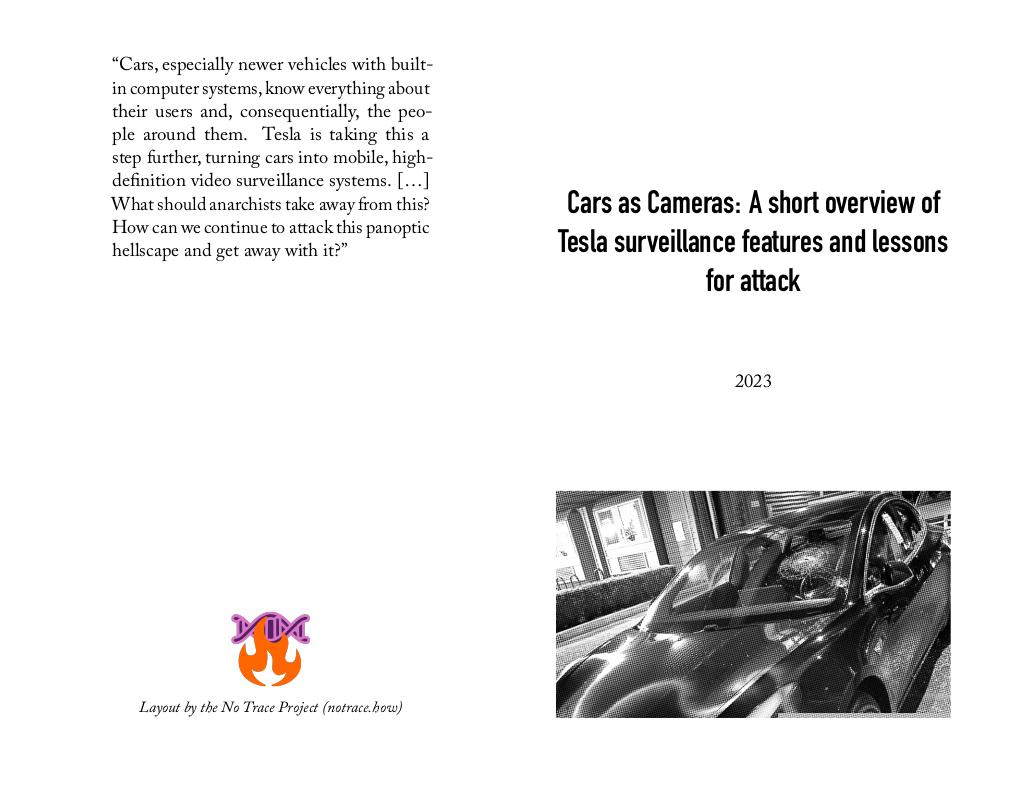 “Cars, especially newer vehicles with built-
in computer systems, know everything about
their users and, consequentially, the peo-
ple around them. Tesla is taking this a
step further, turning cars into mobile, high-
definition video surveillance systems. […]
What should anarchists take away from this?
How can we continue to attack this panoptic
hellscape and get away with it?”
Layout by the No Trace Project (notrace.how)
Cars as Cameras: A short overview of
Tesla surveillance features and lessons
for attack
2023